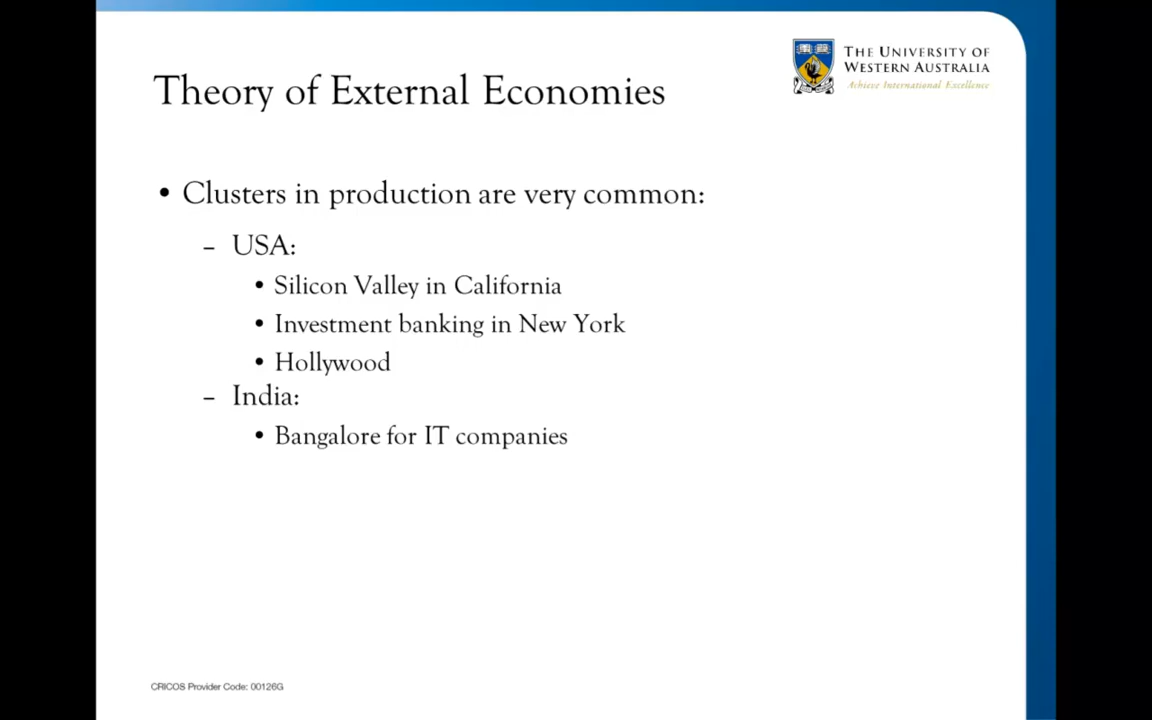 THE UNIVERSITY OF
WESTERN AUSTRALIA
Achieve International Excellence
Theory of External Economies
• Clusters in production are very common:
– USA:
• Silicon Valley in California
• Investment banking in New York
• Hollywood
– India:
• Bangalore for IT companies
CRICOS Provider Code: 00126G